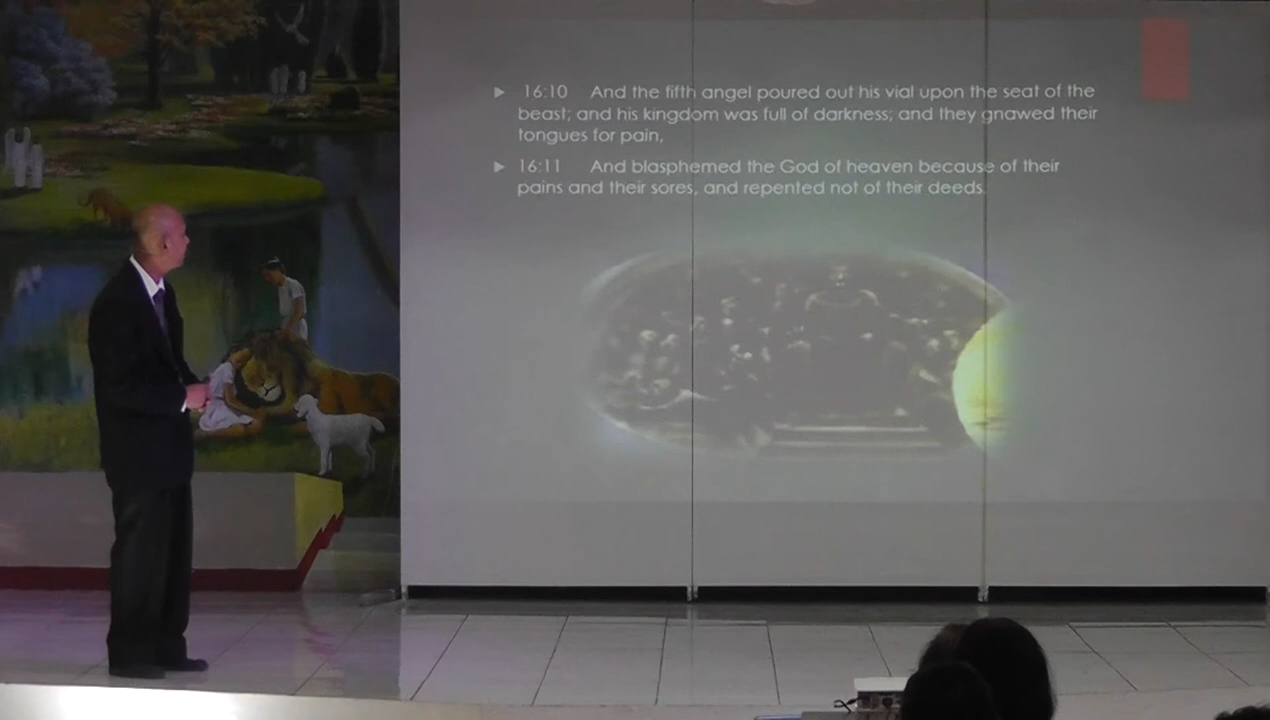 16:10 And the fifth angel poured out his vial upon the seat of the
beast; and his kingdom was full of darkness; and they gnawed their
tongues for pain,
16:11 And blasphemed the God of heaven because of their
pains and their sores, and repented not of their deeds.